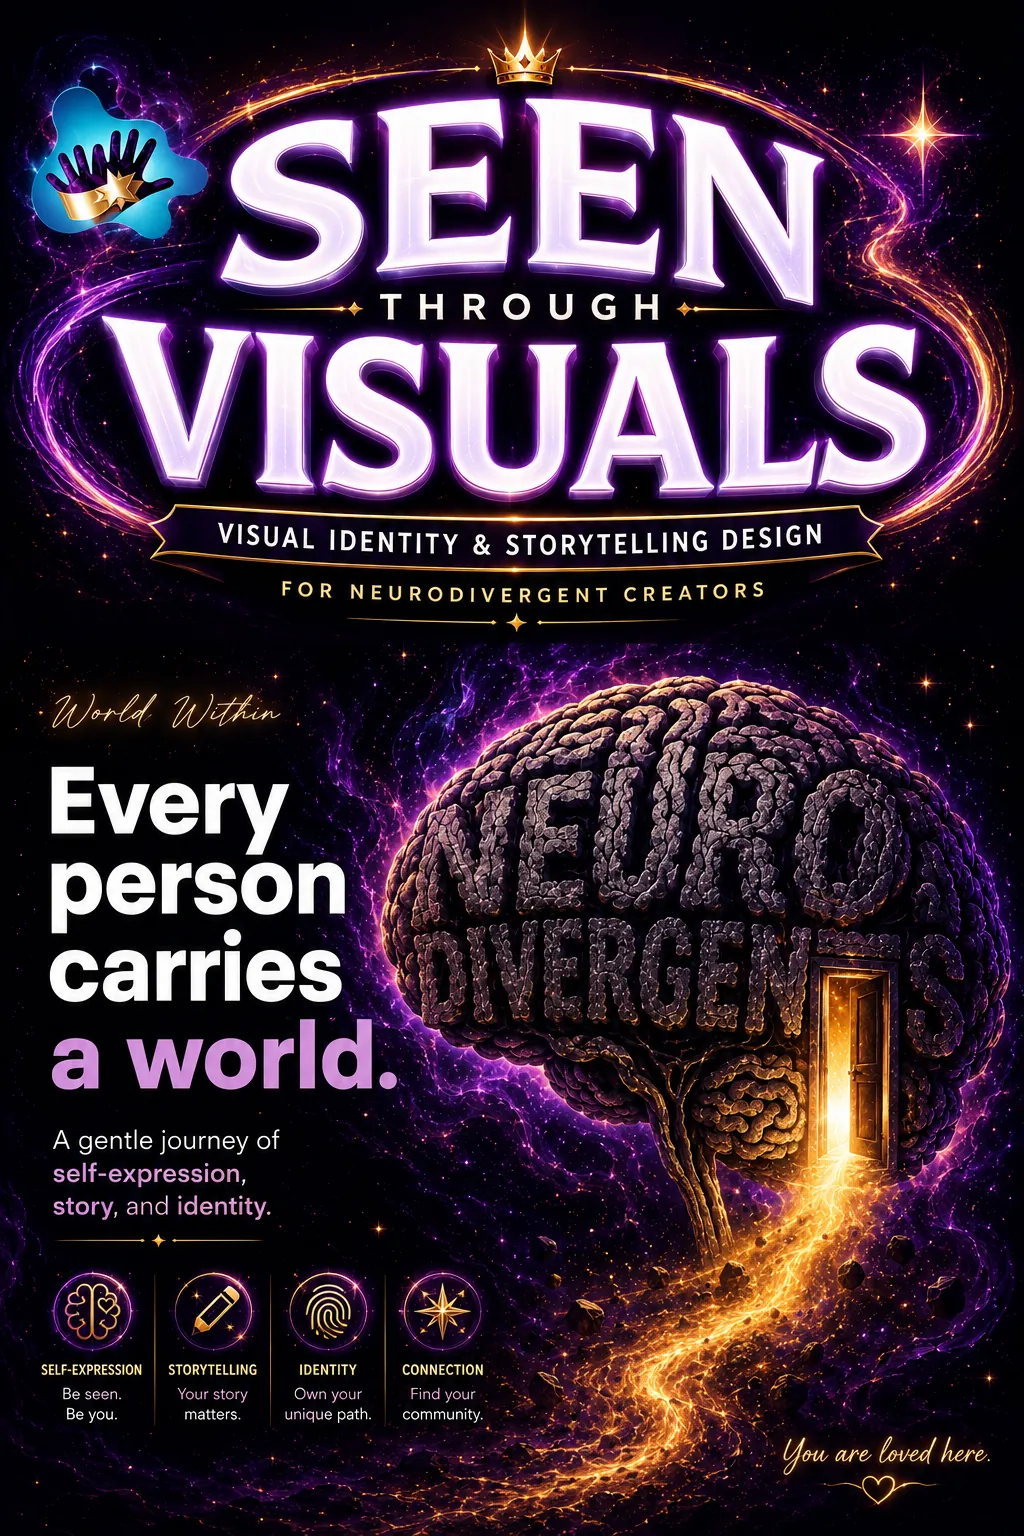 SEEN
THROUGH
VISUALS
VISUAL IDENTITY & STORYTELLING DESIGN
FOR NEURODIVERGENT CREATORS
World Within
Every
person
carries
a world.
A gentle journey of
self-expression,
story, and identity.
NEURO
DIVERGEN S
SELF-EXPRESSION
Be seen.
Be you.
STORYTELLING
Your story
matters.
IDENTITY
Own your
unique path.
CONNECTION
Find your
community.
You are loved here.